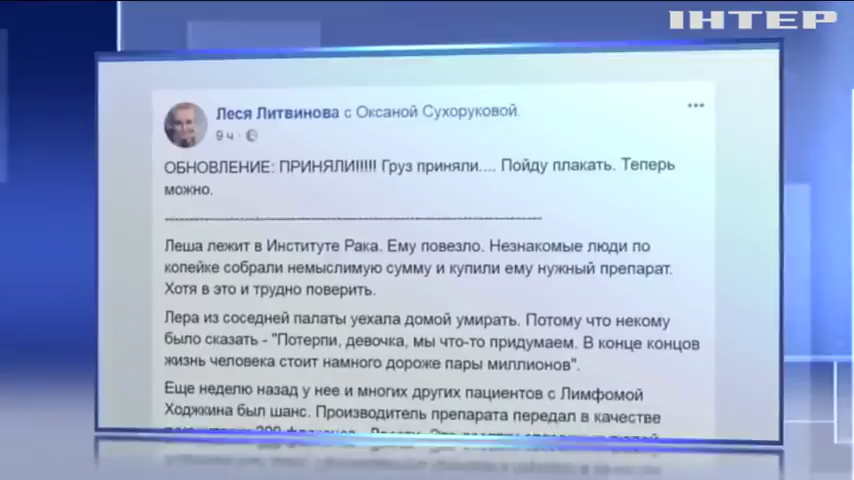 ІНТЕР
Леся Литвинова с Оксаной Сухоруковой.
9 ч ·
ОБНОВЛЕНИЕ: ПРИНЯЛИ!!!!! Груз приняли.... Пойду плакать. Теперь
можно.
------------------------------------------------------------------
Леша лежит в Институте Рака. Ему повезло. Незнакомые люди по
копейке собрали немыслимую сумму и купили ему нужный препарат.
Хотя в это и трудно поверить.
Лера из соседней палаты уехала домой умирать. Потому что некому
было сказать - "Потерпи, девочка, мы что-то придумаем. В конце концов
жизнь человека стоит намного дороже пары миллионов".
Еще неделю назад у нее и многих других пациентов с Лимфомой
Ходжкина был шанс. Производитель препарата передал в качестве